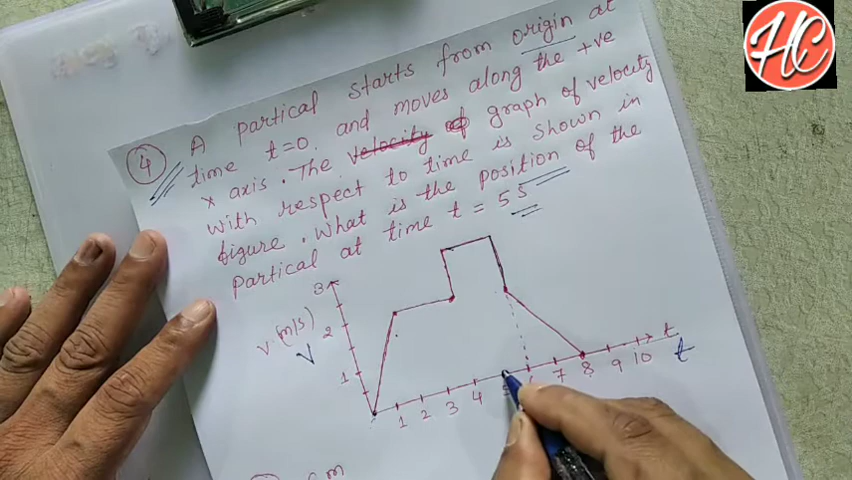 HC
④ A partical starts from origin at
time t=0. and moves along the +ve
x axis. The velocity of graph of velocity
with respect to time is shown in
figure. What is the position of the
partical at time t = 5s
V (m/s)
V
3
2
1
1 2 3 4 5 7 8 9 10
t
t